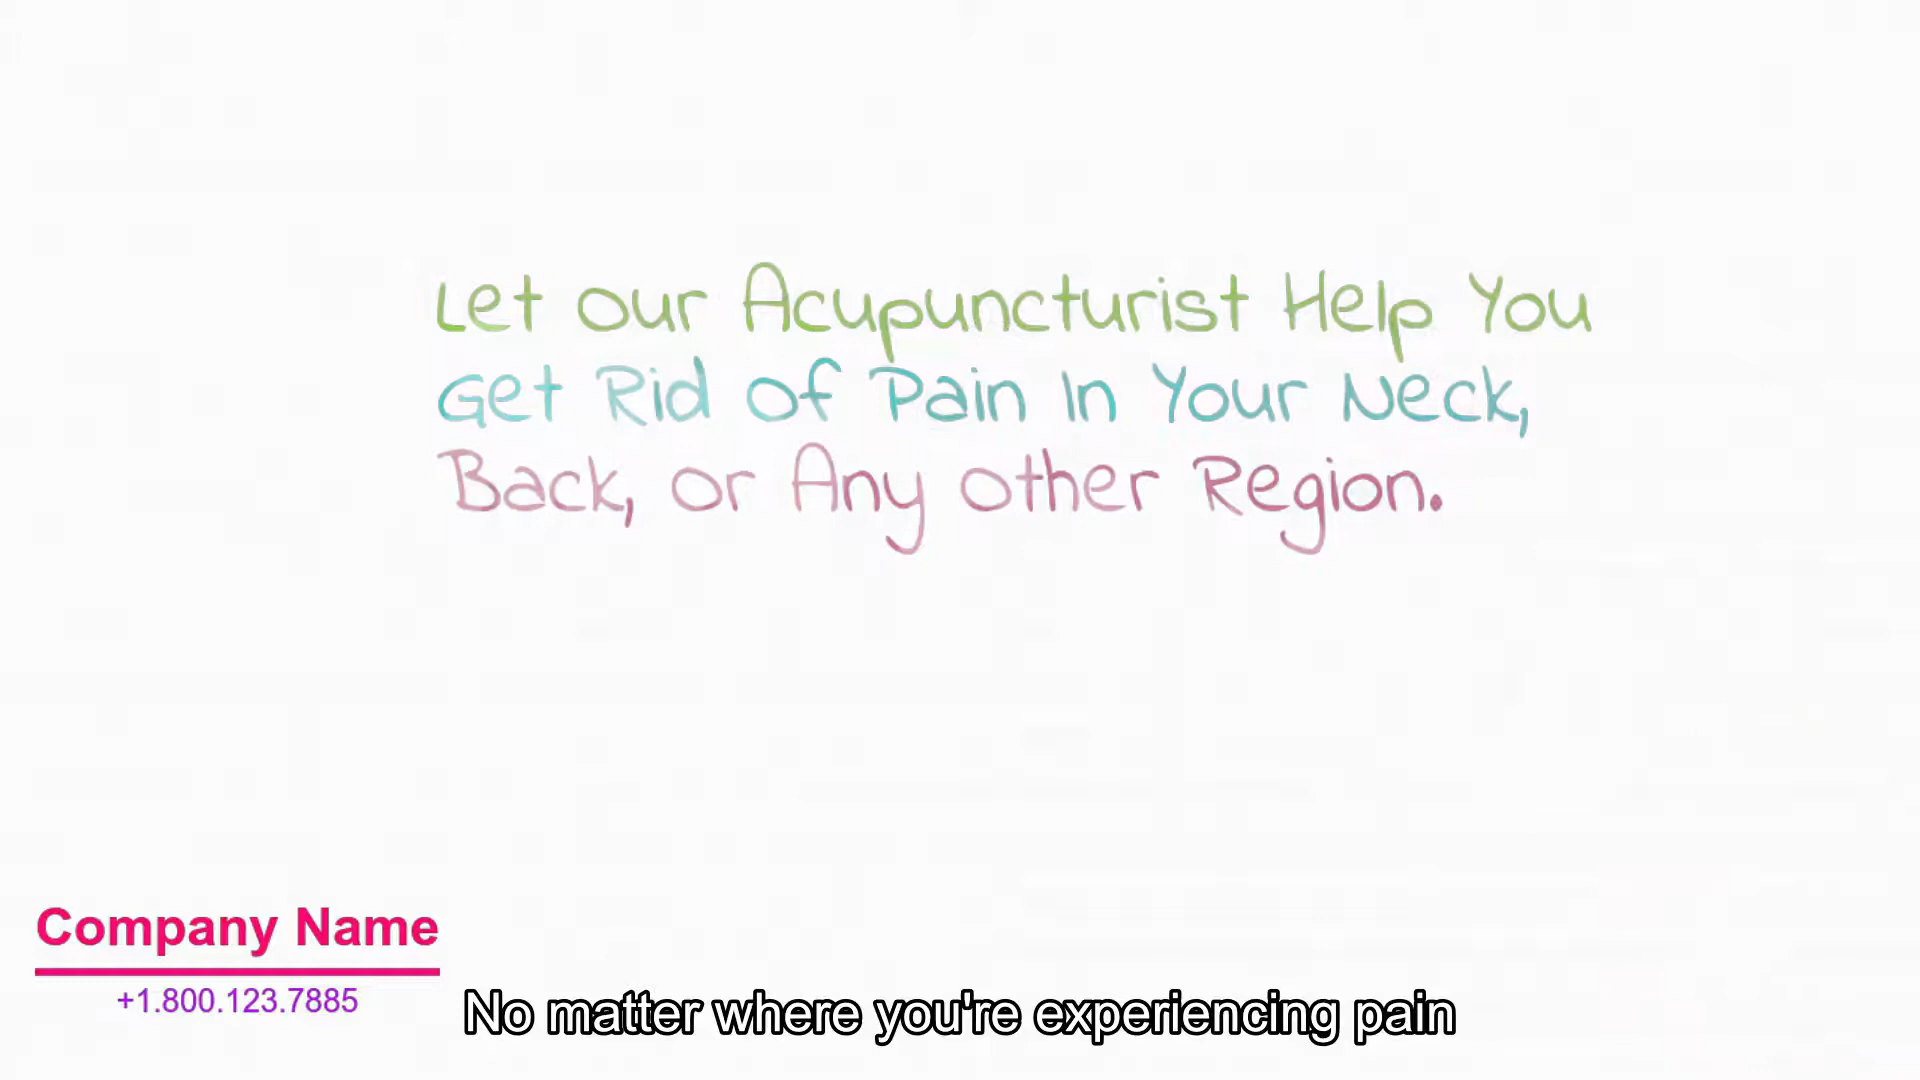 Let Our Acupuncturist Help You
Get Rid Of Pain In Your Neck,
Back, Or Any Other Region.
Company Name
+1.800.123.7885
No matter where you're experiencing pain